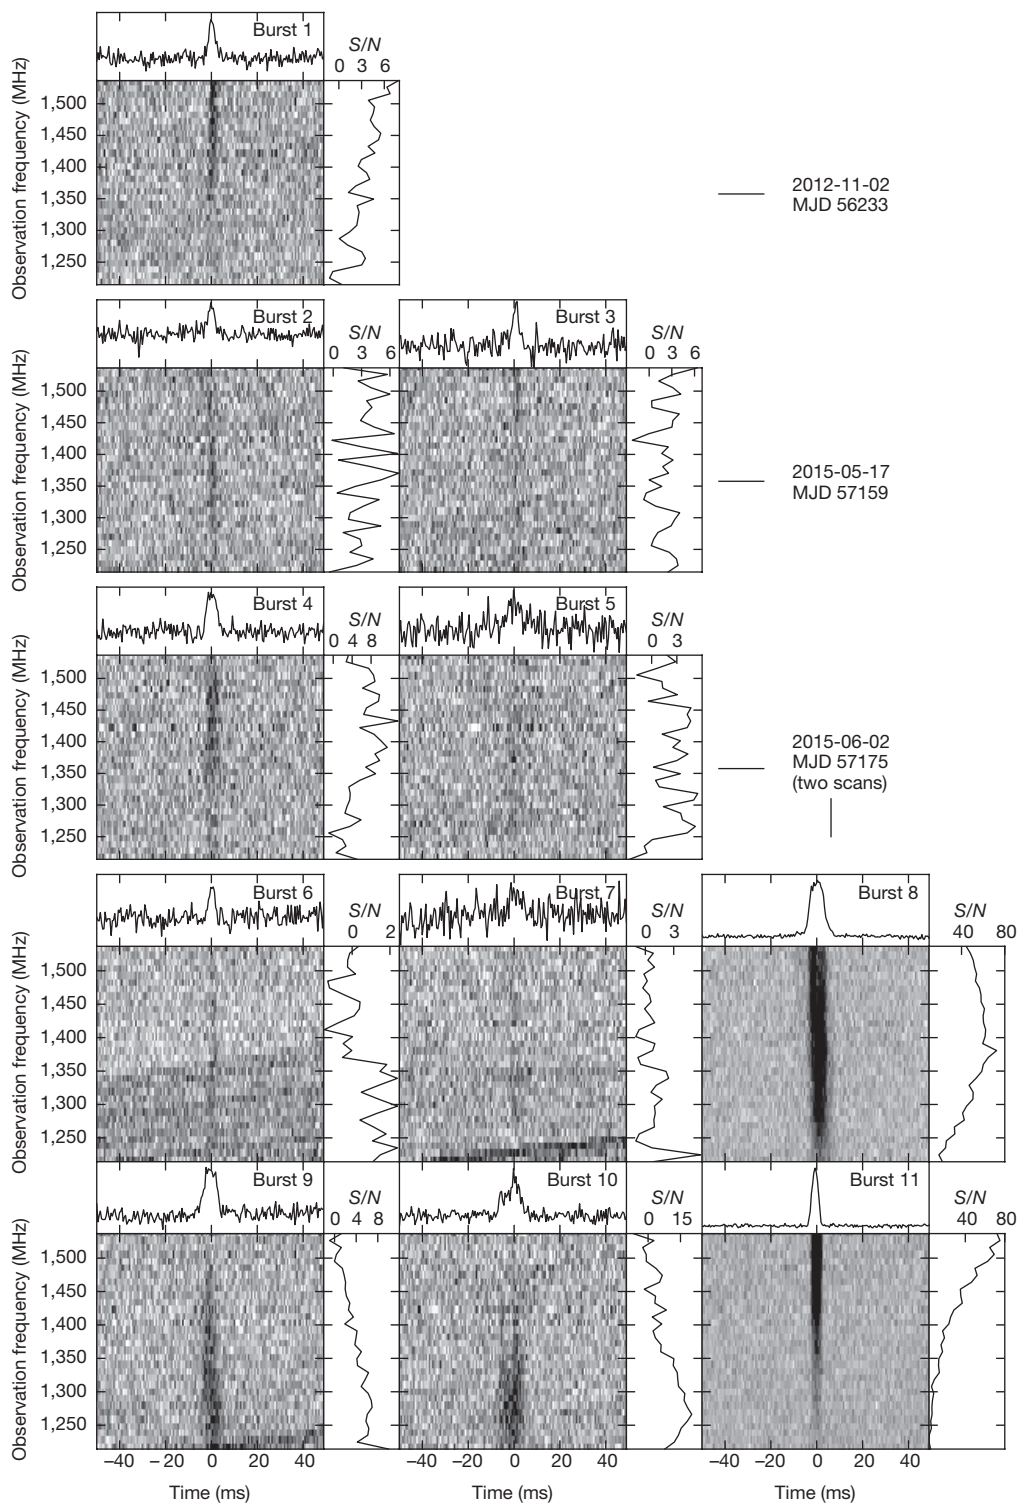 Burst 1
S/N
0 3 6
Observation frequency (MHz)
1,500
1,450
1,400
1,350
1,300
1,250
2012-11-02
MJD 56233
Burst 2
S/N
0 3 6
Burst 3
S/N
0 3 6
Observation frequency (MHz)
1,500
1,450
1,400
1,350
1,300
1,250
2015-05-17
MJD 57159
Burst 4
S/N
0 4 8
Burst 5
S/N
0 3
Observation frequency (MHz)
1,500
1,450
1,400
1,350
1,300
1,250
2015-06-02
MJD 57175
(two scans)
Burst 6
S/N
0 2
Burst 7
S/N
0 3
Burst 8
S/N
40 80
Observation frequency (MHz)
1,500
1,450
1,400
1,350
1,300
1,250
Burst 9
S/N
0 4 8
Burst 10
S/N
0 15
Burst 11
S/N
40 80
Observation frequency (MHz)
1,500
1,450
1,400
1,350
1,300
1,250
−40 −20 0 20 40
−40 −20 0 20 40
−40 −20 0 20 40
Time (ms)
Time (ms)
Time (ms)